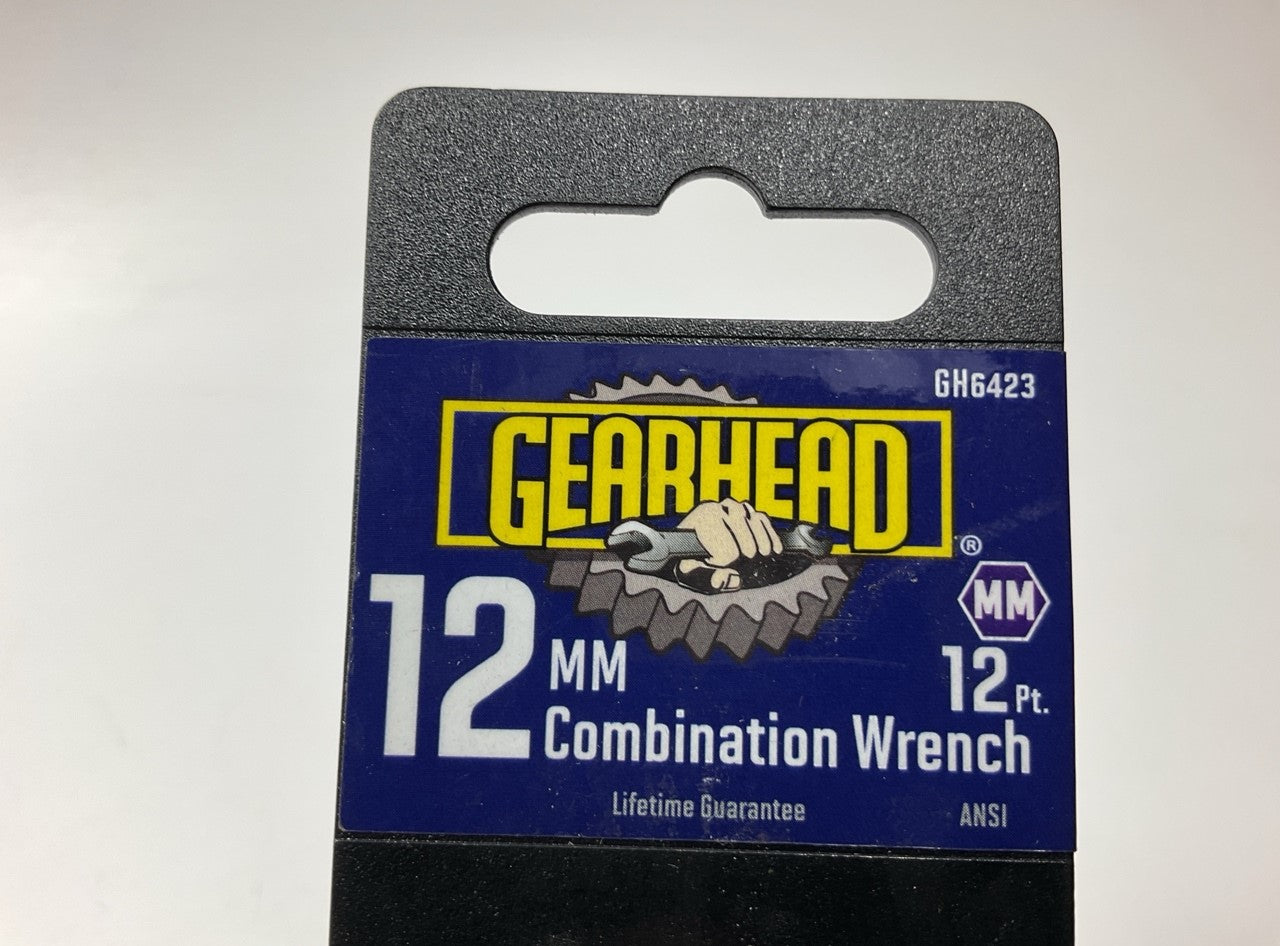 GH6423
GEARHEAD®
MM
12 MM
12 Pt.
Combination Wrench
Lifetime Guarantee
ANSI